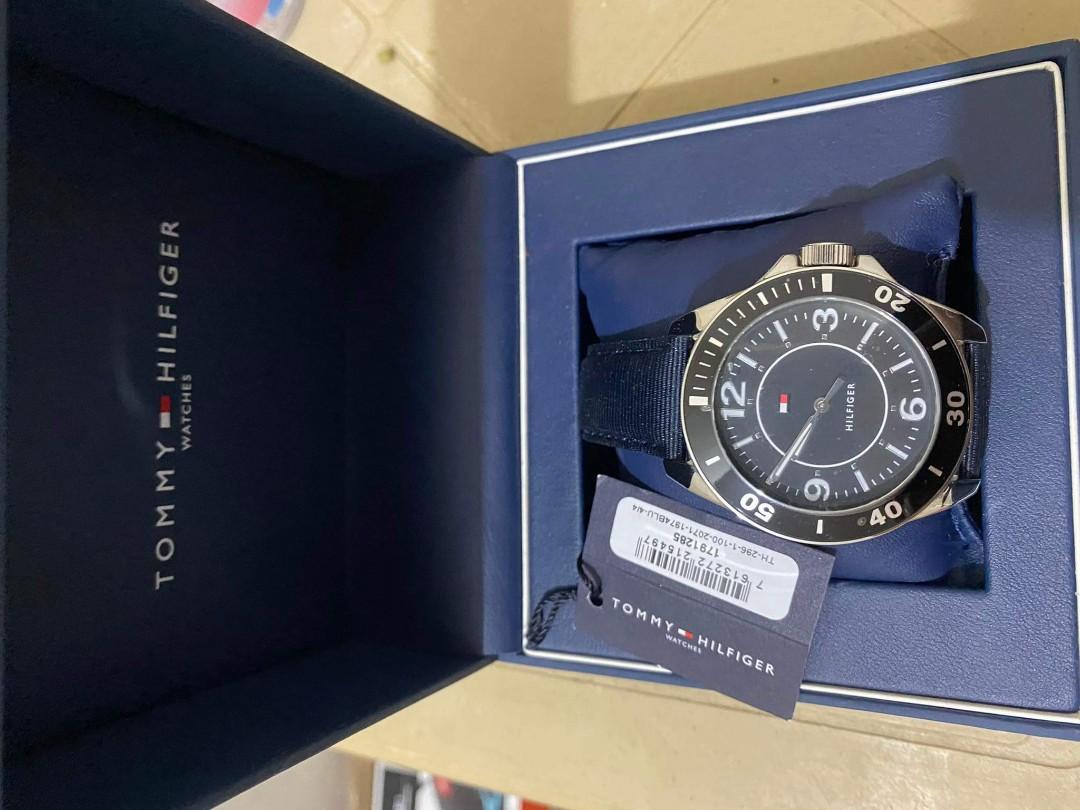 TOMMY HILFIGER
WATCHES
12
3
6
9
20
30
40
50
HILFIGER
TH-296-1-100-2071-1974BLU-4/4
1791285
7 613272 215497
TOMMY HILFIGER
WATCHES